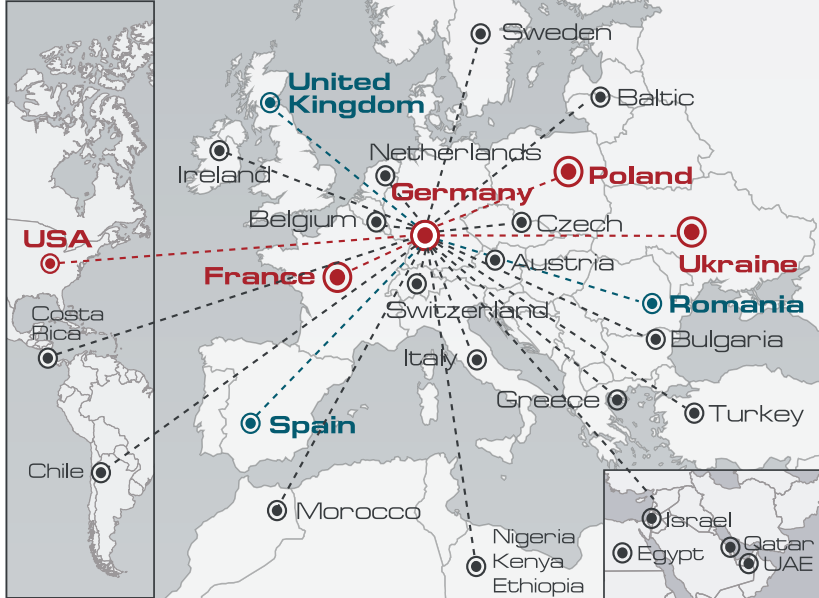 Sweden
United
Kingdom
Baltic
Netherlands
Ireland
Germany
Poland
Belgium
Czech
USA
Austria
Ukraine
France
Switzerland
Romania
Costa
Rica
Bulgaria
Italy
Greece
Turkey
Spain
Chile
Morocco
Israel
Nigeria
Kenya
Ethiopia
Egypt
Qatar
UAE